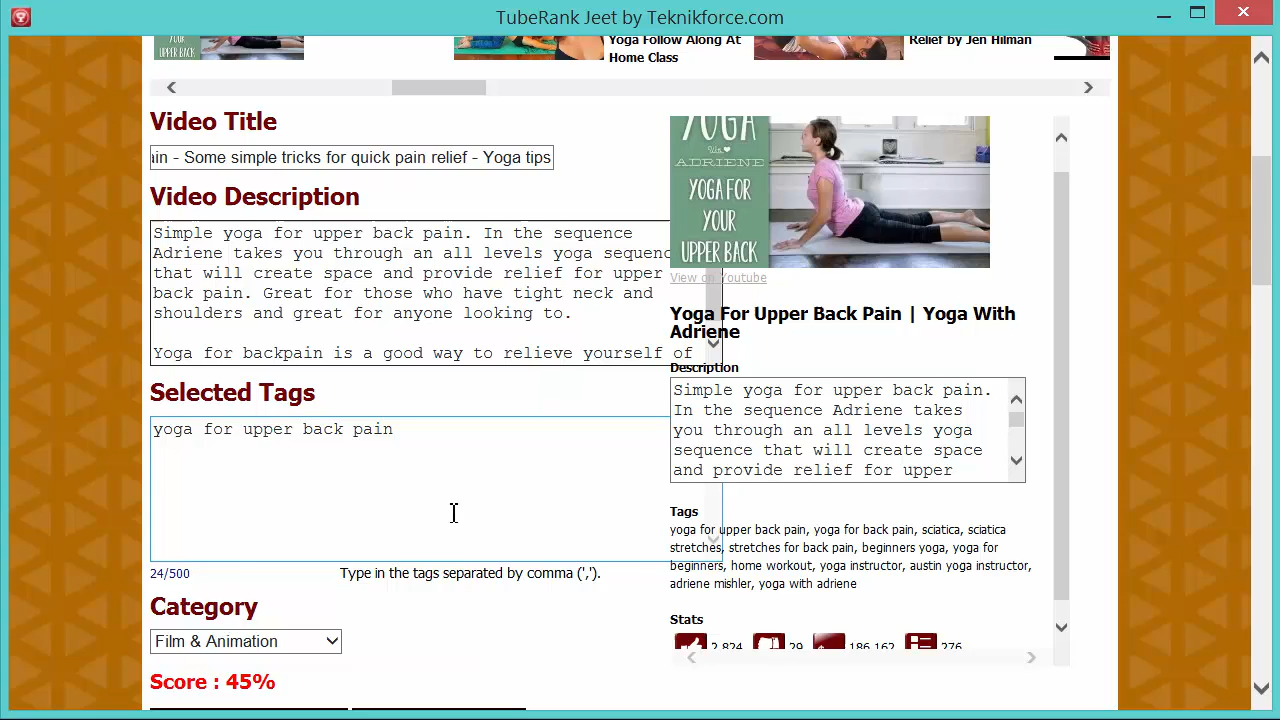 TubeRank Jeet by Teknikforce.com
Yoga Follow Along At
Home Class
Relief by Jen Hilman
BACK
Video Title
ain - Some simple tricks for quick pain relief - Yoga tips
Video Description
Simple yoga for upper back pain. In the sequence
Adriene takes you through an all levels yoga sequenc
that will create space and provide relief for upper
back pain. Great for those who have tight neck and
shoulders and great for anyone looking to.
Yoga for backpain is a good way to relieve yourself of
Selected Tags
yoga for upper back pain
24/500
Type in the tags separated by comma (',').
Category
Film & Animation
Score : 45%
YOGA
With
ADRIENE
YOGA FOR
YOUR
UPPER BACK
View on Youtube
Yoga For Upper Back Pain | Yoga With
Adriene
Description
Simple yoga for upper back pain.
In the sequence Adriene takes
you through an all levels yoga
sequence that will create space
and provide relief for upper
Tags
yoga for upper back pain, yoga for back pain, sciatica, sciatica
stretches, stretches for back pain, beginners yoga, yoga for
beginners, home workout, yoga instructor, austin yoga instructor,
adriene mishler, yoga with adriene
Stats
2,824 29 186,162 276